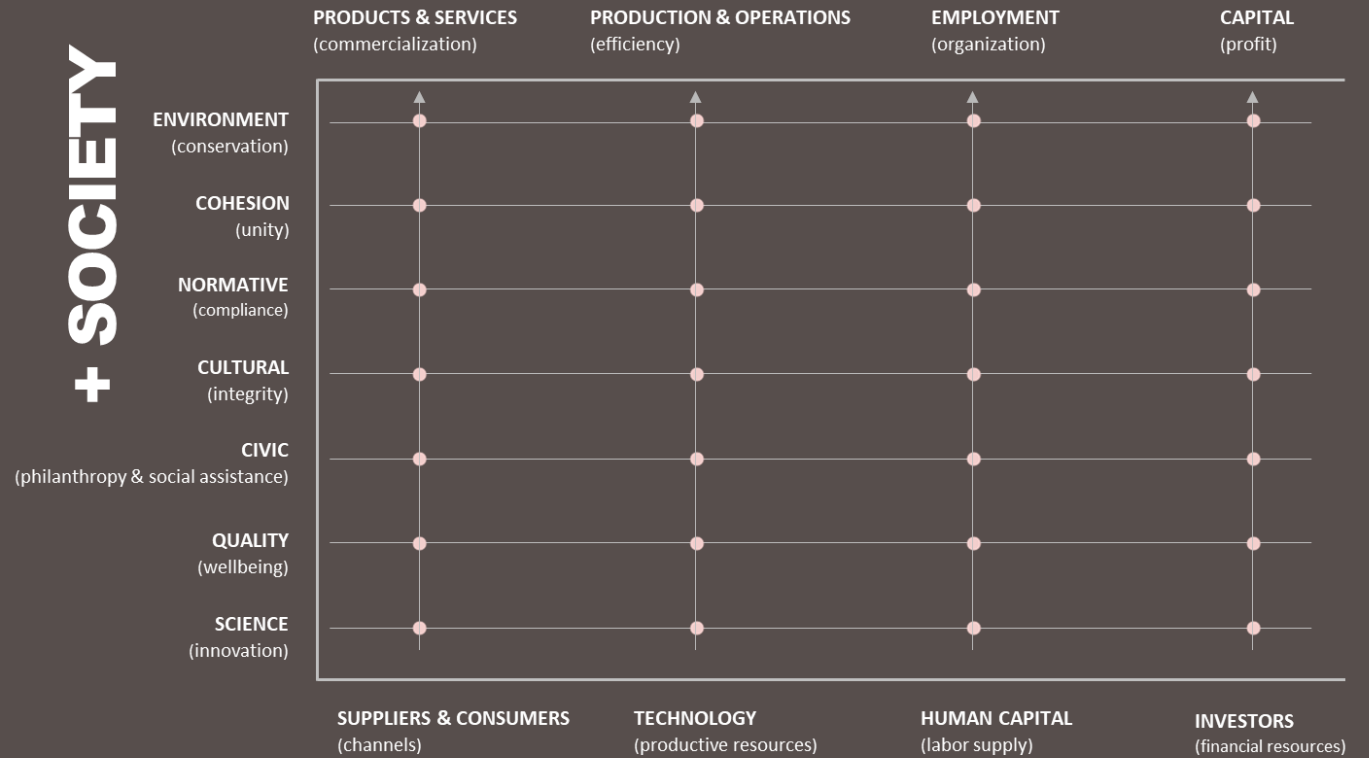 PRODUCTS & SERVICES
(commercialization)
PRODUCTION & OPERATIONS
(efficiency)
EMPLOYMENT
(organization)
CAPITAL
(profit)
+ SOCIETY
ENVIRONMENT
(conservation)
COHESION
(unity)
NORMATIVE
(compliance)
CULTURAL
(integrity)
CIVIC
(philanthropy & social assistance)
QUALITY
(wellbeing)
SCIENCE
(innovation)
SUPPLIERS & CONSUMERS
(channels)
TECHNOLOGY
(productive resources)
HUMAN CAPITAL
(labor supply)
INVESTORS
(financial resources)